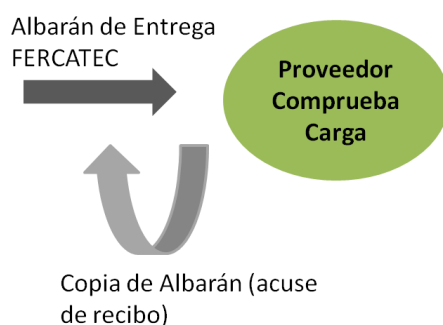 Albarán de Entrega
FERCATEC
Proveedor
Comprueba
Carga
Copia de Albarán (acuse
de recibo)